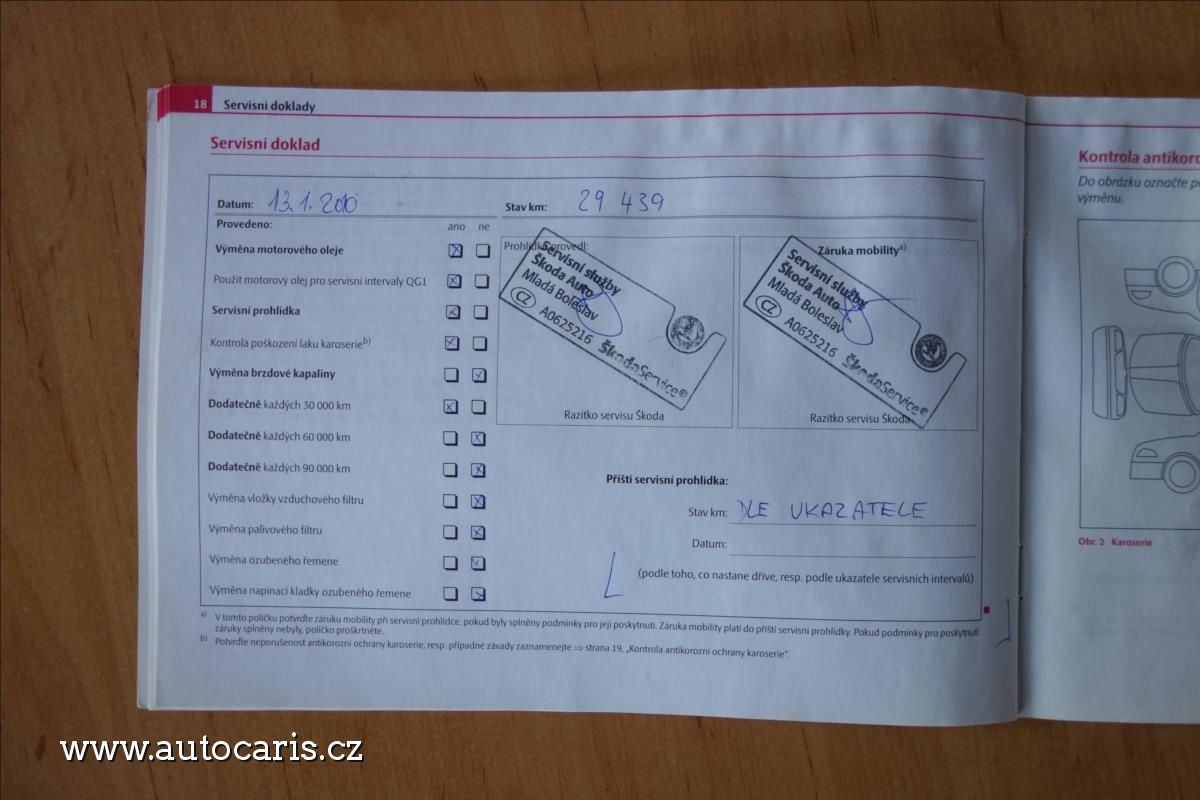 18 Servisní doklady
Servisní doklad
Datum: 13.1.2010
Stav km: 29 439
Provedeno: ano ne
Výměna motorového oleje
Použit motorový olej pro servisní intervaly QG1
Servisní prohlídka
Kontrola poškození laku karoserie b)
Výměna brzdové kapaliny
Dodatečně každých 30 000 km
Dodatečně každých 60 000 km
Dodatečně každých 90 000 km
Výměna vložky vzduchového filtru
Výměna palivového filtru
Výměna ozubeného řemene
Výměna napínací kladky ozubeného řemene
Prohlídku provedl:
Servisní služby
Škoda Auto
Mladá Boleslav
CZ A0625216 ŠkodaService®
Razítko servisu Škoda
Záruka mobility a)
Servisní služby
Škoda Auto
Mladá Boleslav
CZ A0625216 ŠkodaService®
Razítko servisu Škoda
Příští servisní prohlídka:
Stav km: DLE UKAZATELE
Datum:
(podle toho, co nastane dříve, resp. podle ukazatele servisních intervalů)
a) V tomto políčku potvrďte záruku mobility při servisní prohlídce, pokud byly splněny podmínky pro její poskytnutí. Záruka mobility platí do příští servisní prohlídky. Pokud podmínky pro poskytnutí
záruky splněny nebyly, políčko proškrtněte.
b) Potvrďte neporušenost antikorozní ochrany karoserie, resp. případné závady zaznamenejte ⇒ strana 19, „Kontrola antikorozní ochrany karoserie“.
Kontrola antikoro
Do obrázku označte p
výměnu.
Obr. 2 Karoserie
www.autocaris.cz